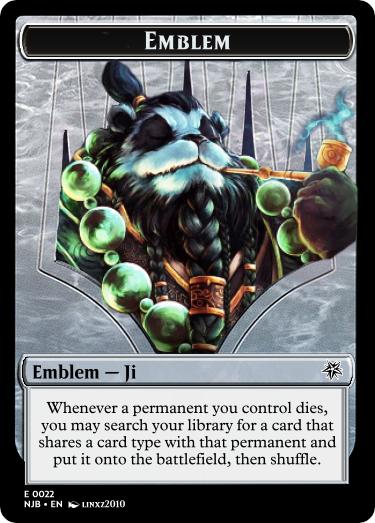 EMBLEM
Emblem — Ji
Whenever a permanent you control dies,
you may search your library for a card that
shares a card type with that permanent and
put it onto the battlefield, then shuffle.
E 0022
NJB • EN LINXZ2010